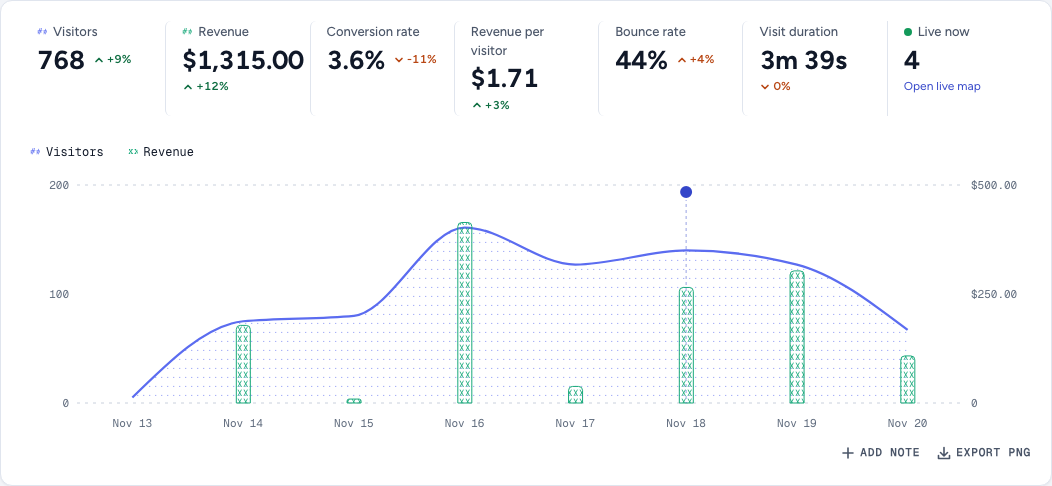 Visitors
768 +9%
Revenue
$1,315.00
+12%
Conversion rate
3.6% -11%
Revenue per
visitor
$1.71
+3%
Bounce rate
44% +4%
Visit duration
3m 39s
0%
Live now
4
Open live map
Visitors Revenue
200 $500.00
100 $250.00
0 0
Nov 13 Nov 14 Nov 15 Nov 16 Nov 17 Nov 18 Nov 19 Nov 20
ADD NOTE EXPORT PNG